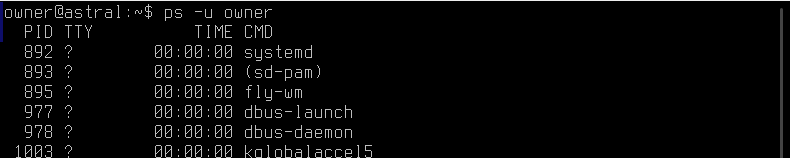 owner@astral:~$ ps -u owner
PID TTY TIME CMD
892 ? 00:00:00 systemd
893 ? 00:00:00 (sd-pam)
895 ? 00:00:00 fly-wm
977 ? 00:00:00 dbus-launch
978 ? 00:00:00 dbus-daemon
1003 ? 00:00:00 kglobalaccel5